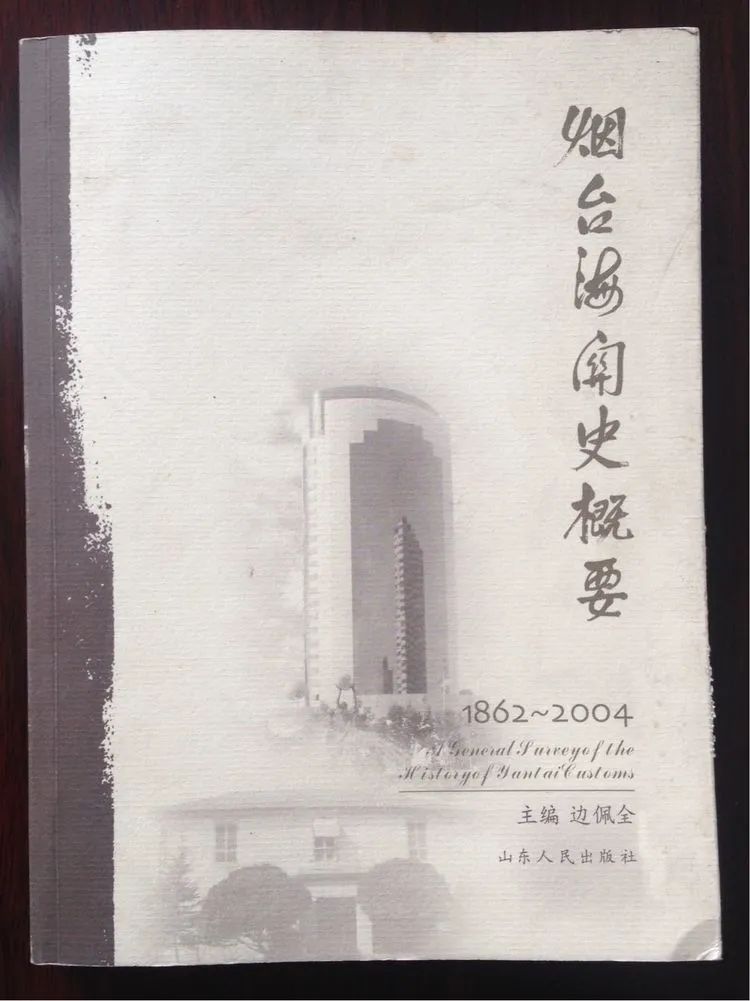 烟台海关史概要
1862~2004
A General Survey of the
History of Yantai Customs
主编 边佩全
山东人民出版社